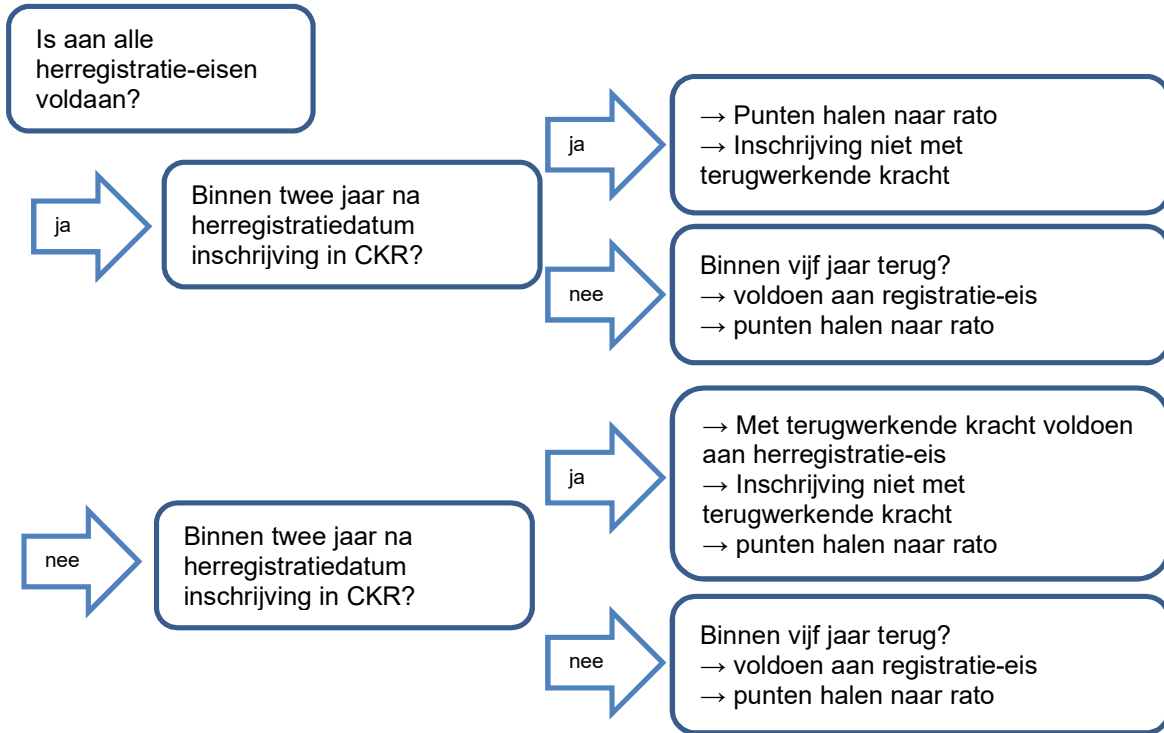 Is aan alle
herregistratie-eisen
voldaan?
ja
Binnen twee jaar na
herregistratiedatum
inschrijving in CKR?
ja
→ Punten halen naar rato
→ Inschrijving niet met
terugwerkende kracht
nee
Binnen vijf jaar terug?
→ voldoen aan registratie-eis
→ punten halen naar rato
nee
Binnen twee jaar na
herregistratiedatum
inschrijving in CKR?
ja
→ Met terugwerkende kracht voldoen
aan herregistratie-eis
→ Inschrijving niet met
terugwerkende kracht
→ punten halen naar rato
nee
Binnen vijf jaar terug?
→ voldoen aan registratie-eis
→ punten halen naar rato